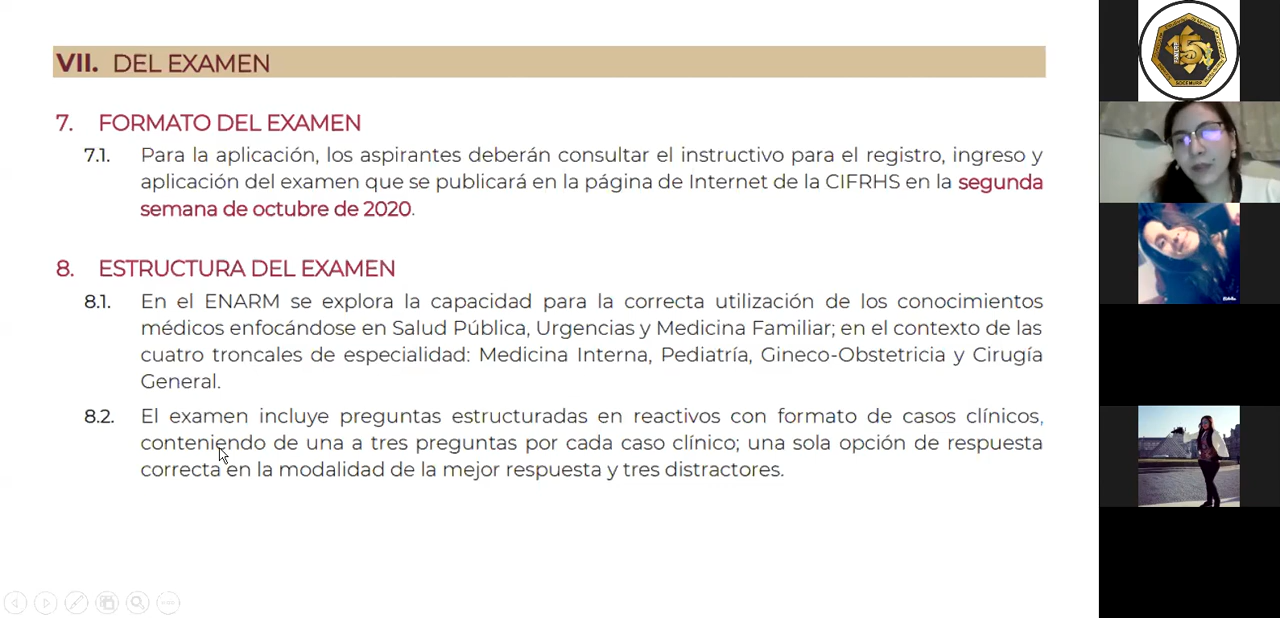 VII. DEL EXAMEN
7. FORMATO DEL EXAMEN
7.1. Para la aplicación, los aspirantes deberán consultar el instructivo para el registro, ingreso y
aplicación del examen que se publicará en la página de Internet de la CIFRHS en la segunda
semana de octubre de 2020.
8. ESTRUCTURA DEL EXAMEN
8.1. En el ENARM se explora la capacidad para la correcta utilización de los conocimientos
médicos enfocándose en Salud Pública, Urgencias y Medicina Familiar; en el contexto de las
cuatro troncales de especialidad: Medicina Interna, Pediatría, Gineco-Obstetricia y Cirugía
General.
8.2. El examen incluye preguntas estructuradas en reactivos con formato de casos clínicos,
conteniendo de una a tres preguntas por cada caso clínico; una sola opción de respuesta
correcta en la modalidad de la mejor respuesta y tres distractores.